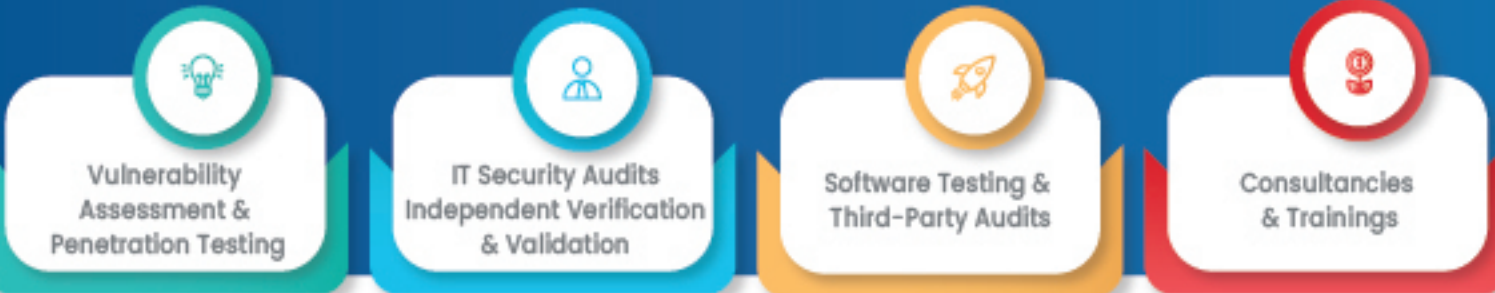 Vulnerability
Assessment &
Penetration Testing
IT Security Audits
Independent Verification
& Validation
Software Testing &
Third-Party Audits
Consultancies
& Trainings